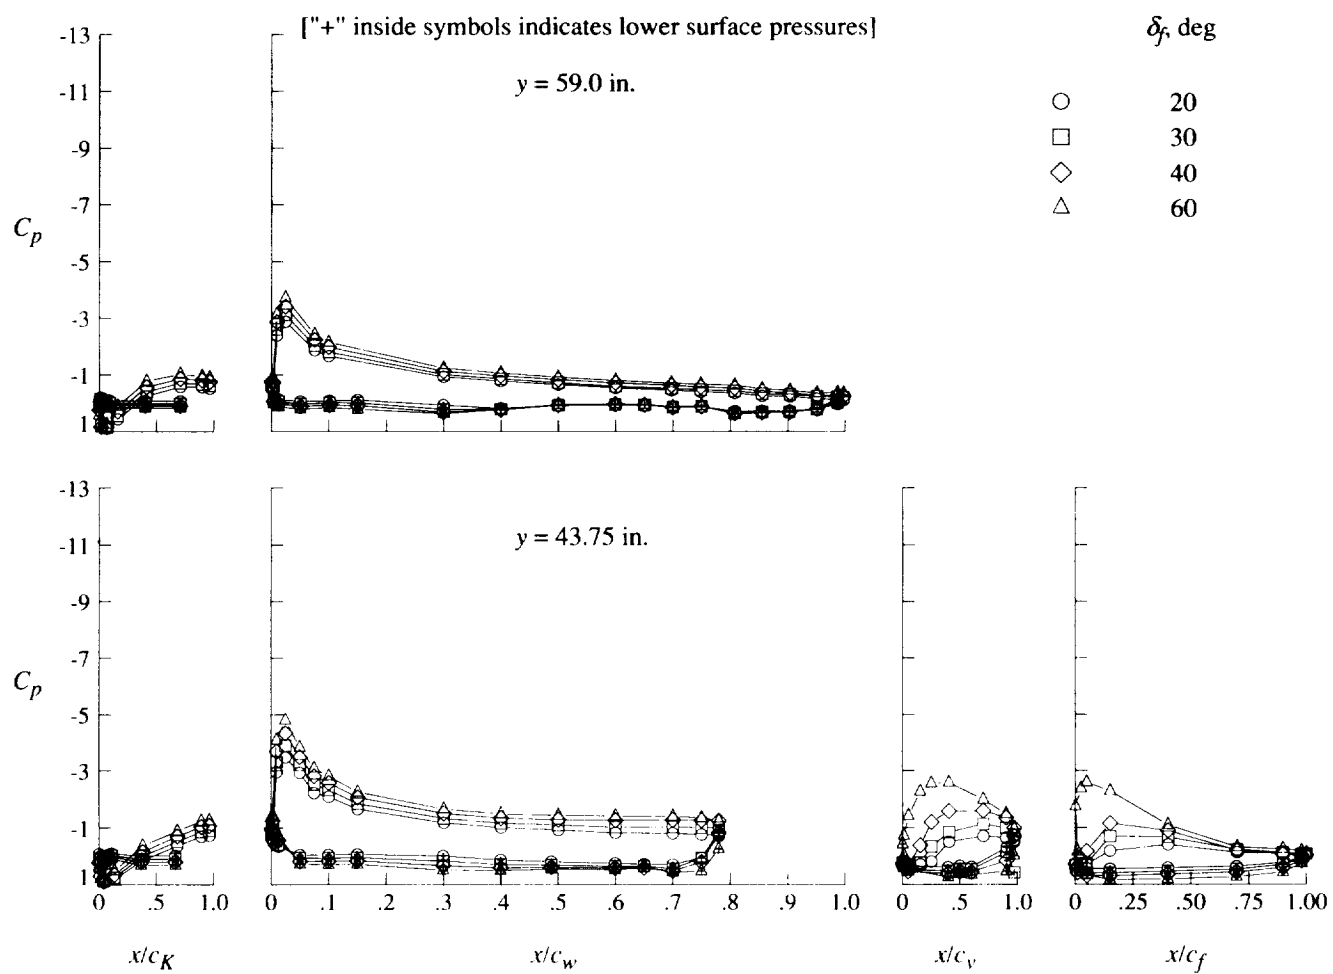 ["+" inside symbols indicates lower surface pressures]
δf, deg
y = 59.0 in.
20
30
40
60
-13
-11
-9
-7
-5
-3
-1
1
Cp
y = 43.75 in.
-13
-11
-9
-7
-5
-3
-1
1
Cp
0 .5 1.0
0 .1 .2 .3 .4 .5 .6 .7 .8 .9 1.0
0 .5 1.0
0 .25 .50 .75 1.00
x/cK
x/cw
x/cv
x/cf